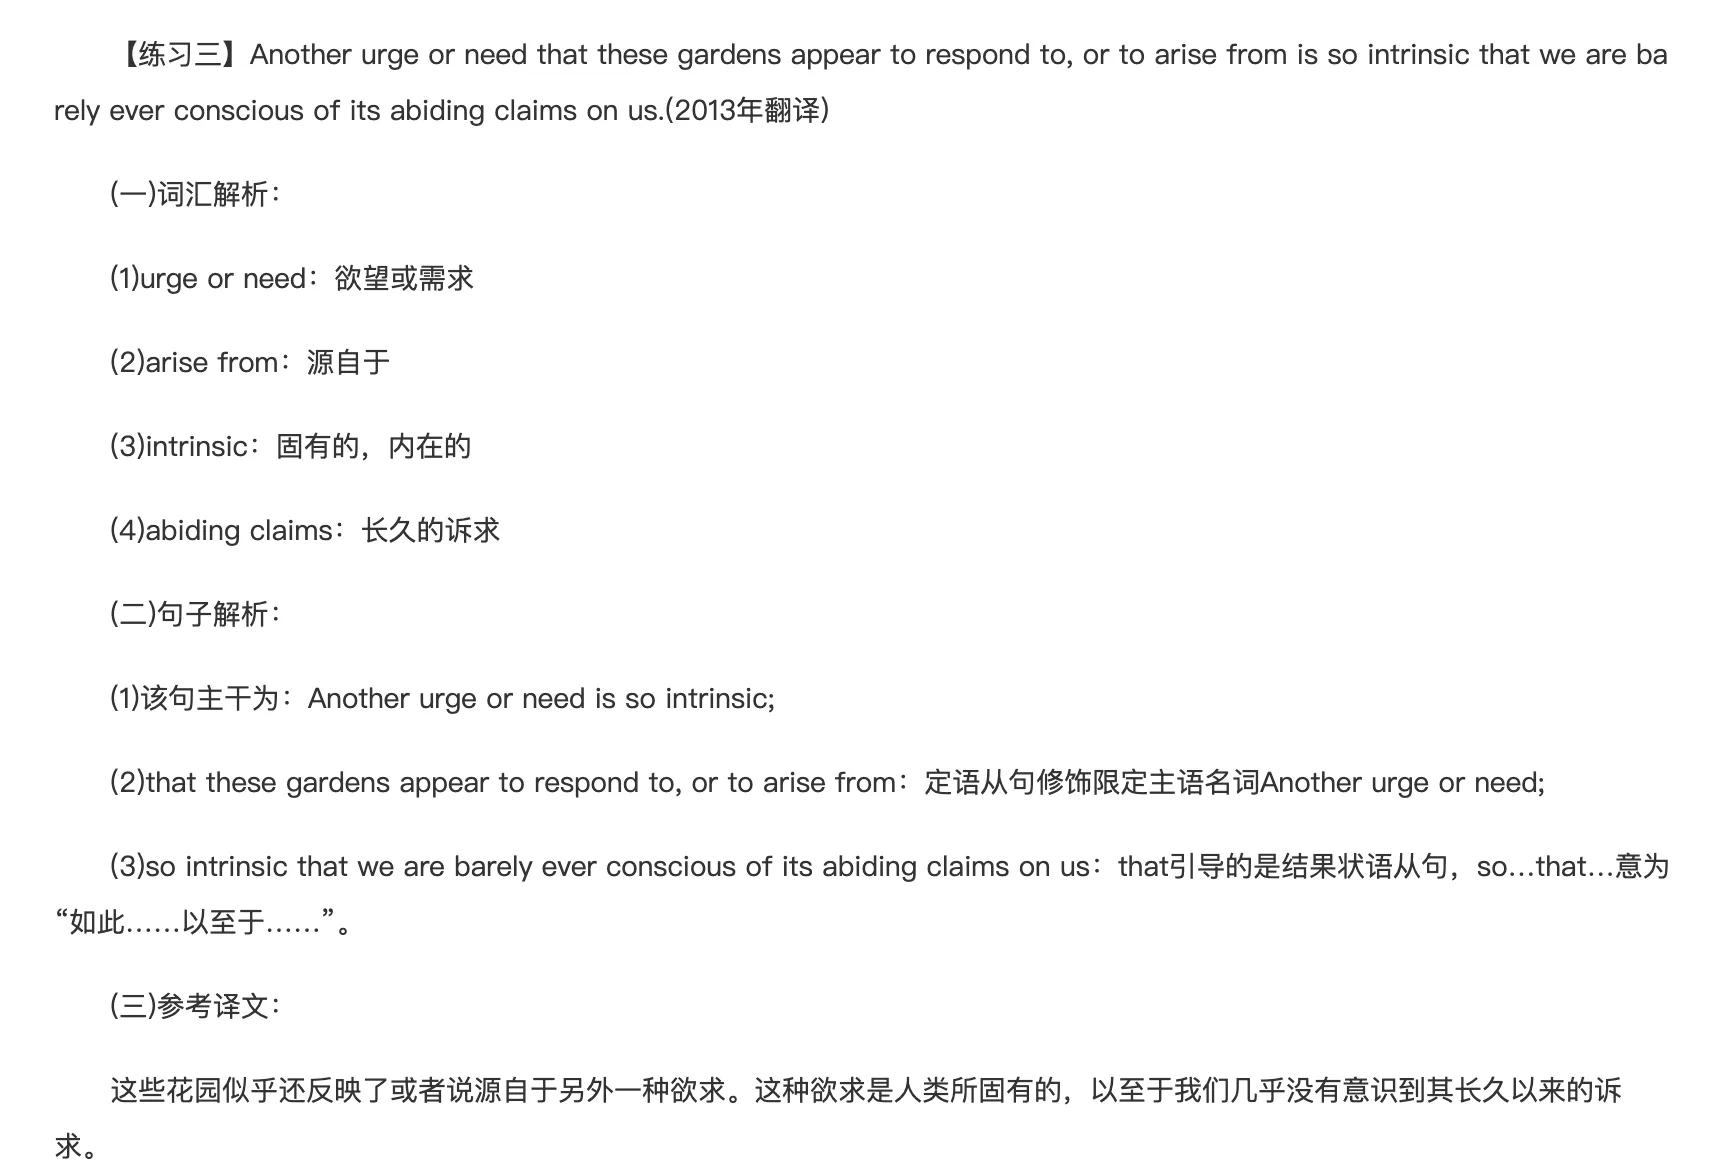 【练习三】Another urge or need that these gardens appear to respond to, or to arise from is so intrinsic that we are ba
rely ever conscious of its abiding claims on us.(2013年翻译)
(一)词汇解析：
(1)urge or need：欲望或需求
(2)arise from：源自于
(3)intrinsic：固有的，内在的
(4)abiding claims：长久的诉求
(二)句子解析：
(1)该句主干为：Another urge or need is so intrinsic;
(2)that these gardens appear to respond to, or to arise from：定语从句修饰限定主语名词Another urge or need;
(3)so intrinsic that we are barely ever conscious of its abiding claims on us：that引导的是结果状语从句，so…that…意为
“如此……以至于……”。
(三)参考译文：
这些花园似乎还反映了或者说源自于另外一种欲求。这种欲求是人类所固有的，以至于我们几乎没有意识到其长久以来的诉
求。